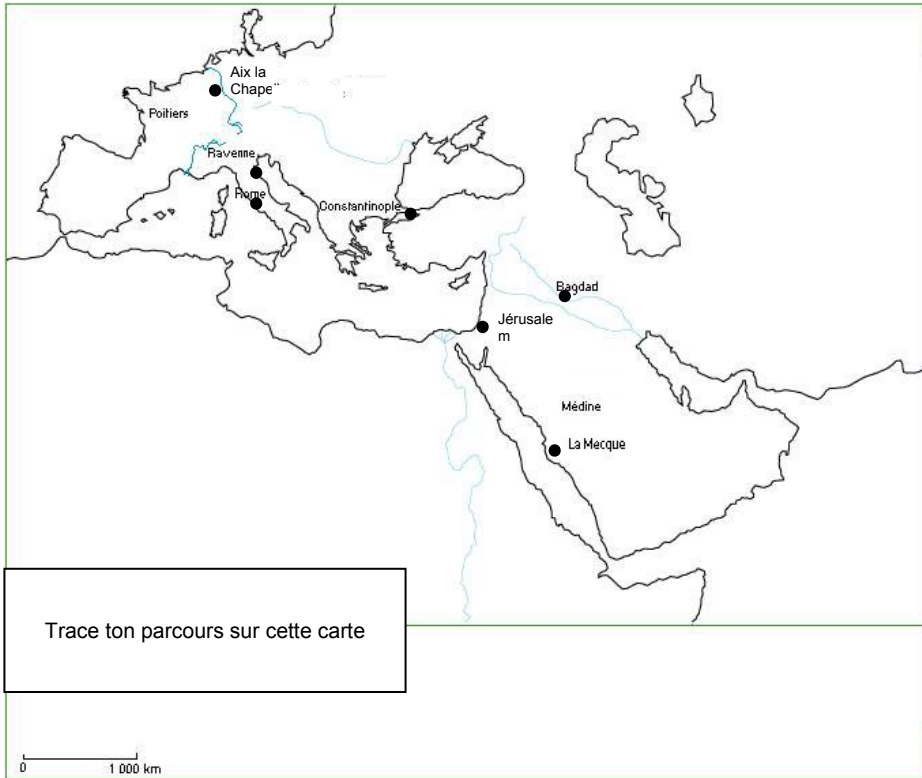 Aix la
Chape
Poitiers
Ravenne
Rome
Constantinople
Bagdad
Jérusale
m
Médine
La Mecque
Trace ton parcours sur cette carte
0 1 000 km